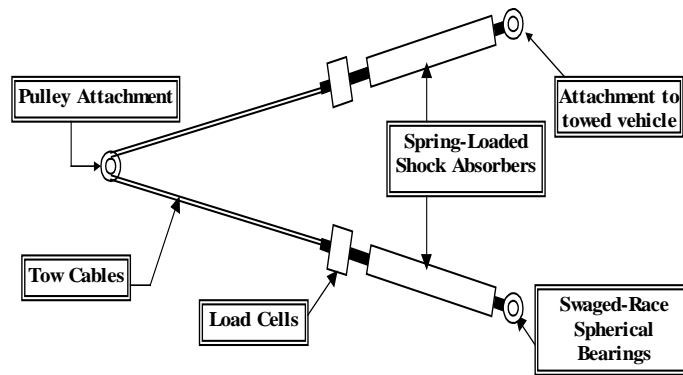 Pulley Attachment
Attachment to
towed vehicle
Spring-Loaded
Shock Absorbers
Tow Cables
Load Cells
Swaged-Race
Spherical
Bearings